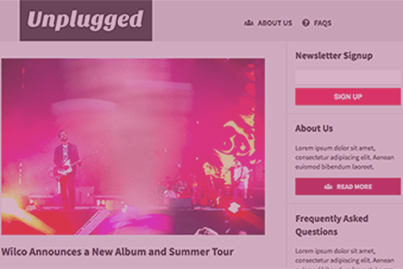 Unplugged
ABOUT US
FAQS
Wilco Announces a New Album and Summer Tour
Newsletter Signup
SIGN UP
About Us
Lorem ipsum dolor sit amet,
consectetur adipiscing elit. Aenean
euismod bibendum laoreet.
READ MORE
Frequently Asked
Questions
Lorem ipsum dolor sit amet,
consectetur adipiscing elit. Aenean